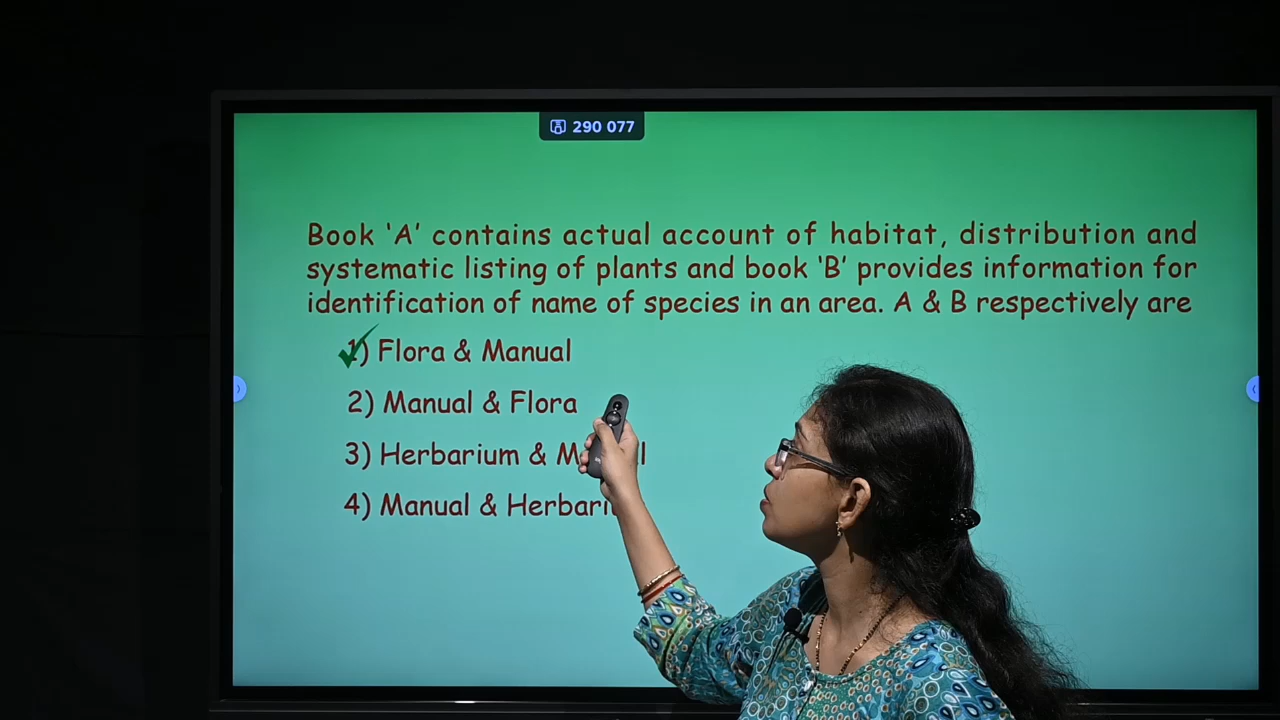 290 077
Book ‘A’ contains actual account of habitat, distribution and
systematic listing of plants and book ‘B’ provides information for
identification of name of species in an area. A & B respectively are
1) Flora & Manual
2) Manual & Flora
3) Herbarium &
4) Manual &